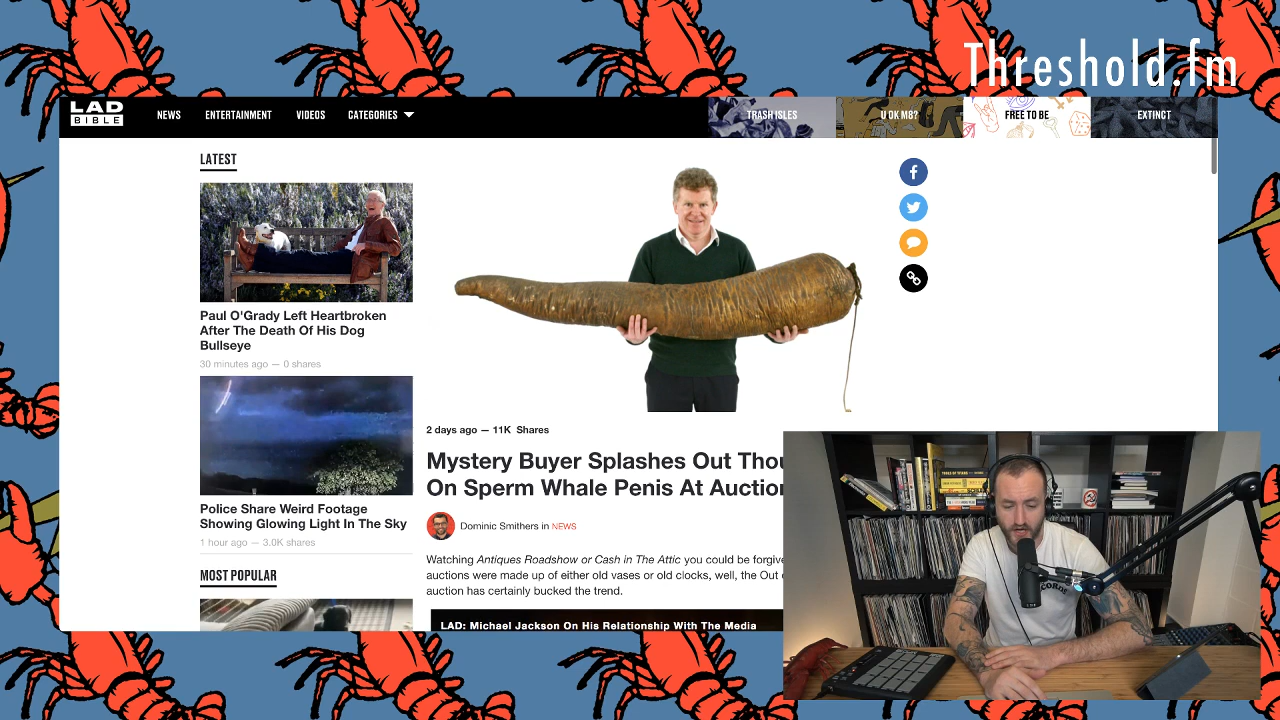 Threshold.fm
LAD
BIBLE
NEWS
ENTERTAINMENT
VIDEOS
CATEGORIES
TRASH ISLES
U OK M8?
FREE TO BE
EXTINCT
LATEST
Paul O'Grady Left Heartbroken
After The Death Of His Dog
Bullseye
30 minutes ago — 0 shares
Police Share Weird Footage
Showing Glowing Light In The Sky
1 hour ago — 3.0K shares
MOST POPULAR
2 days ago — 11K Shares
Mystery Buyer Splashes Out
On Sperm Whale Penis At
Dominic Smithers in NEWS
Watching Antiques Roadshow or Cash in The Attic you could be
auctions were made up of either old vases or old clocks, well, the Out
auction has certainly bucked the trend.
LAD: Michael Jackson On His Relationship With The Media